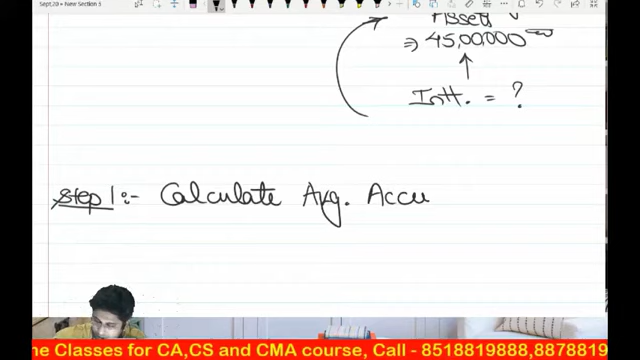 Sept,20 » New Section 3
Assets
⇒ 45,00,000
Intt. = ?
Step 1:- Calculate Avg. Accu
ne Classes for CA,CS and CMA course, Call - 8518819888,8878819